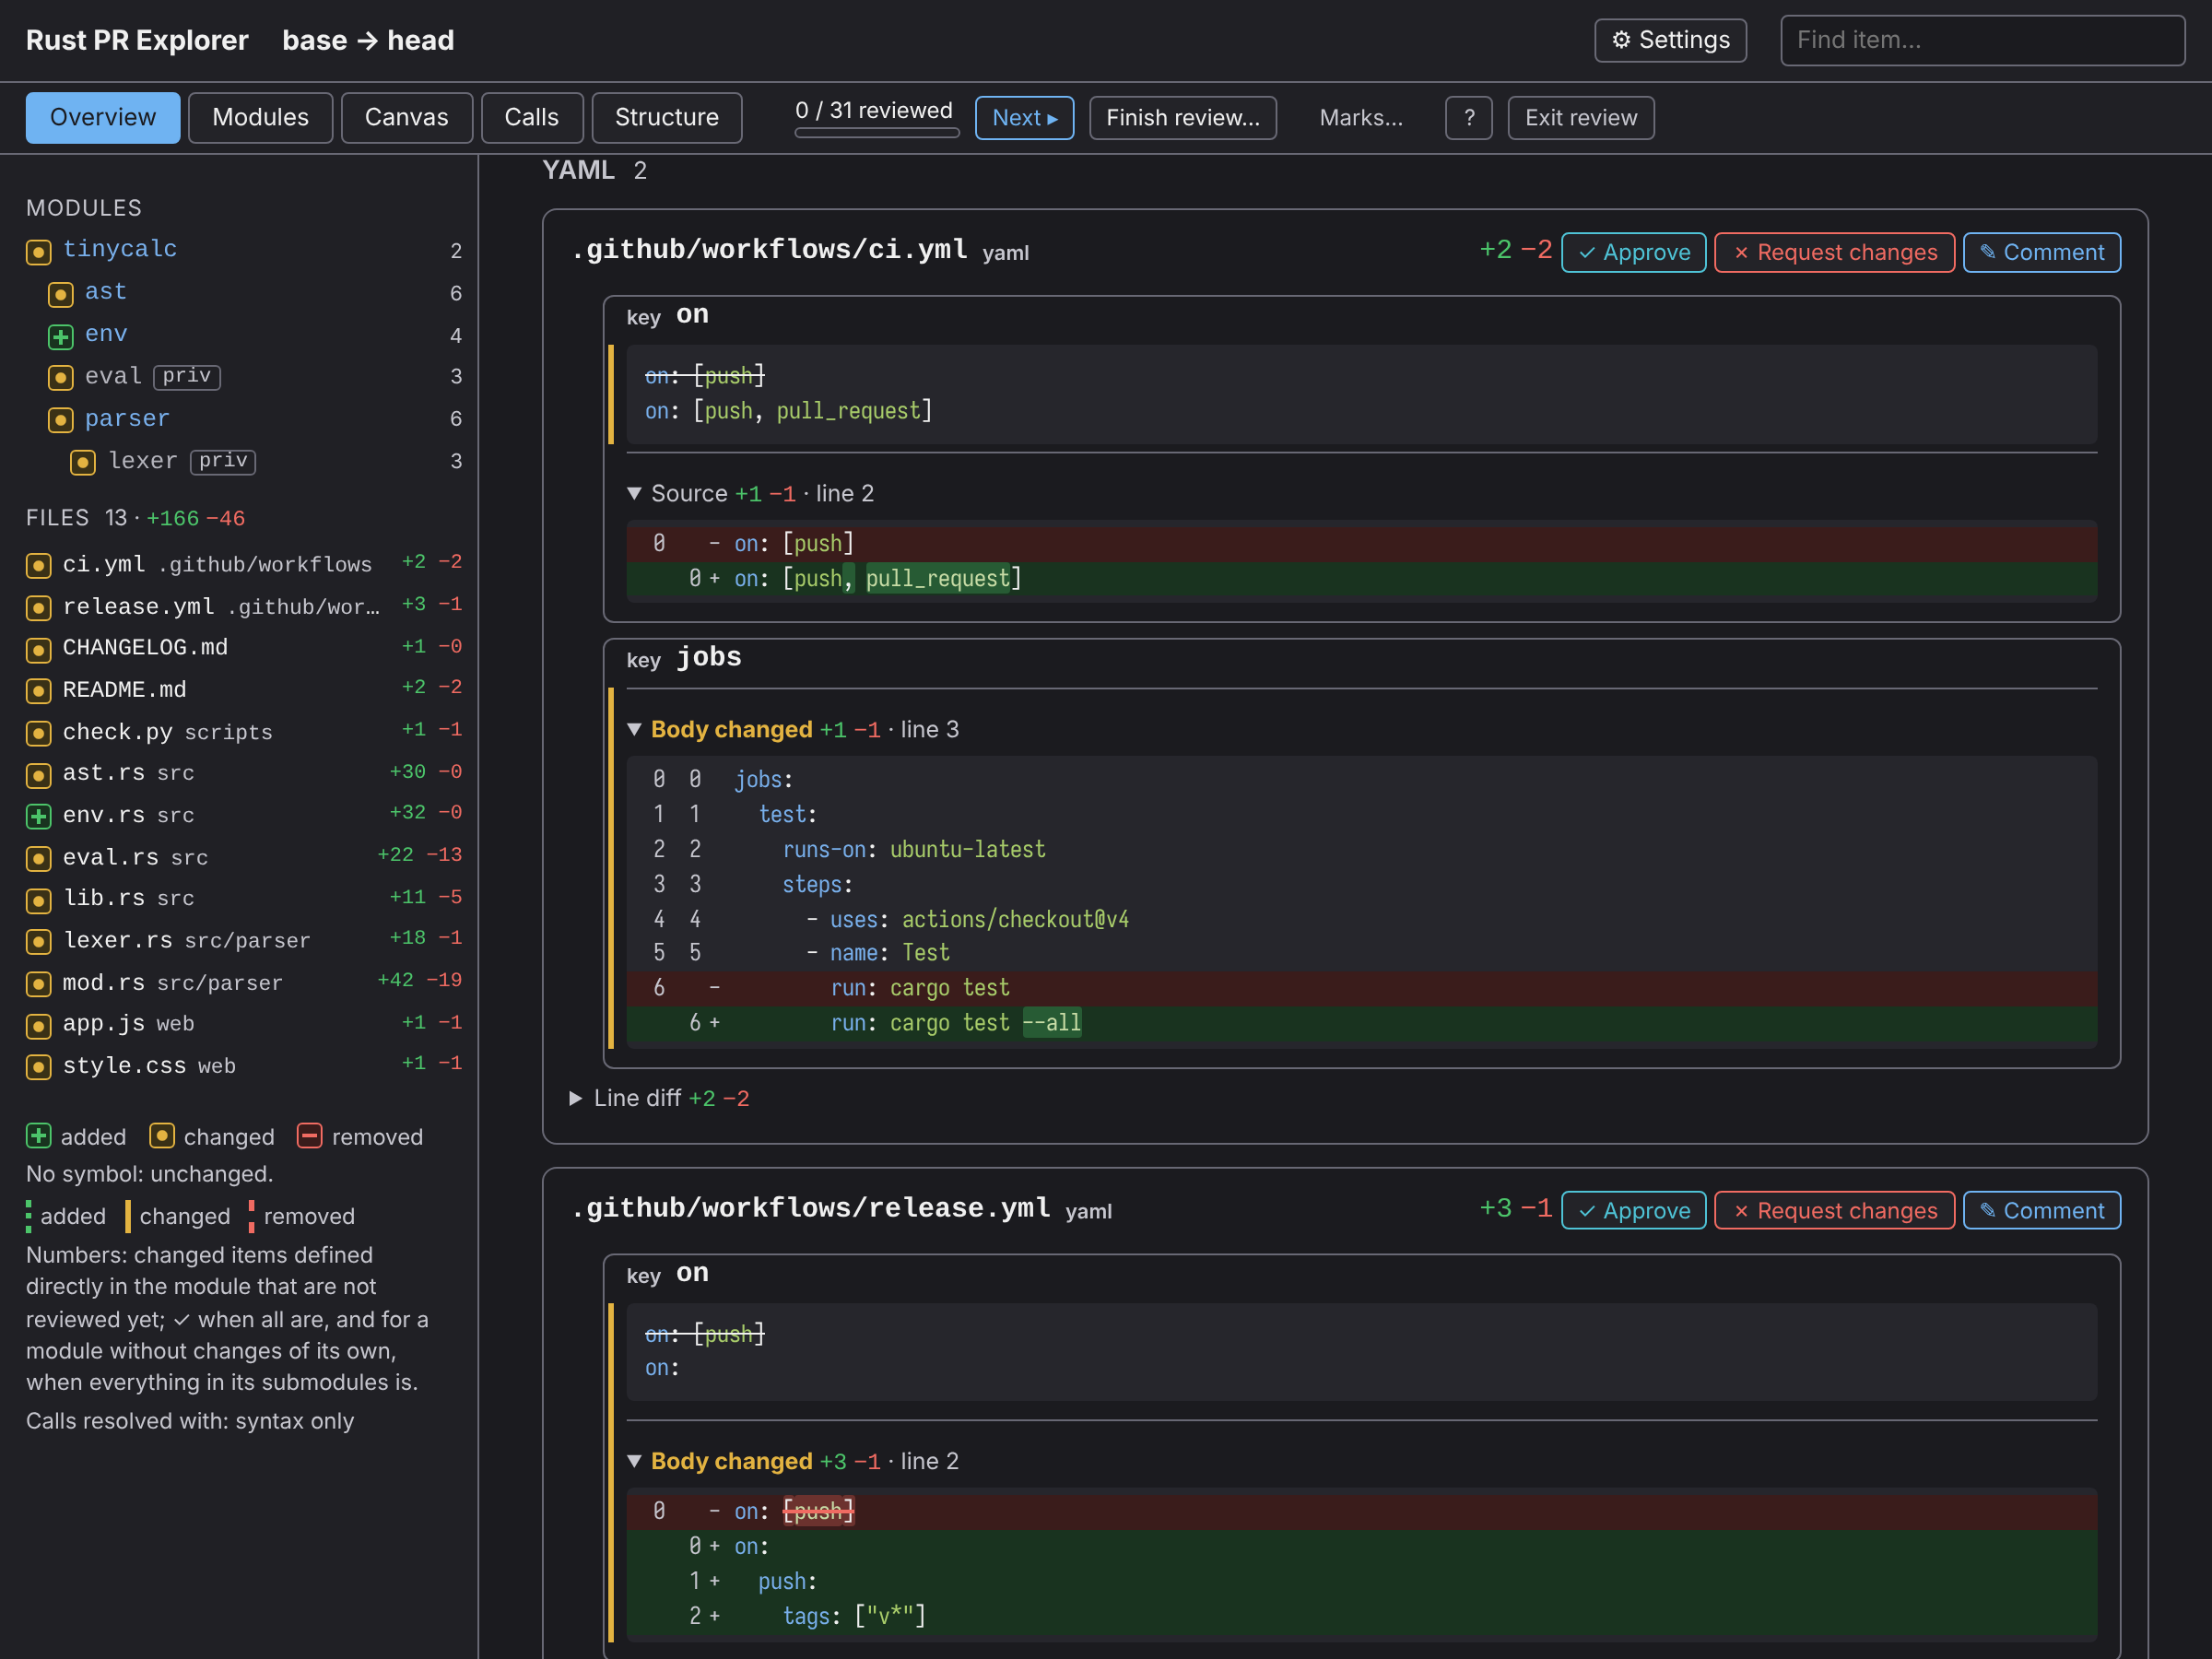 Rust PR Explorer base → head
⚙ Settings
Find item...
Overview Modules Canvas Calls Structure
0 / 31 reviewed
Next ▸ Finish review... Marks... ? Exit review
MODULES
tinycalc 2
ast 6
env 4
eval priv 3
parser 6
lexer priv 3
FILES 13 · +166 −46
ci.yml .github/workflows +2 −2
release.yml .github/wor… +3 −1
CHANGELOG.md +1 −0
README.md +2 −2
check.py scripts +1 −1
ast.rs src +30 −0
env.rs src +32 −0
eval.rs src +22 −13
lib.rs src +11 −5
lexer.rs src/parser +18 −1
mod.rs src/parser +42 −19
app.js web +1 −1
style.css web +1 −1
added changed removed
No symbol: unchanged.
added changed removed
Numbers: changed items defined
directly in the module that are not
reviewed yet; ✓ when all are, and for a
module without changes of its own,
when everything in its submodules is.
Calls resolved with: syntax only
YAML 2
.github/workflows/ci.yml yaml +2 −2 ✓ Approve × Request changes ✎ Comment
key on
on: [push]
on: [push, pull_request]
▼ Source +1 −1 · line 2
0 − on: [push]
0 + on: [push, pull_request]
key jobs
▼ Body changed +1 −1 · line 3
0 0 jobs:
1 1 test:
2 2 runs-on: ubuntu-latest
3 3 steps:
4 4 - uses: actions/checkout@v4
5 5 - name: Test
6 − run: cargo test
6 + run: cargo test --all
▶ Line diff +2 −2
.github/workflows/release.yml yaml +3 −1 ✓ Approve × Request changes ✎ Comment
key on
on: [push]
on:
▼ Body changed +3 −1 · line 2
0 − on: [push]
0 + on:
1 + push:
2 + tags: ["v*"]